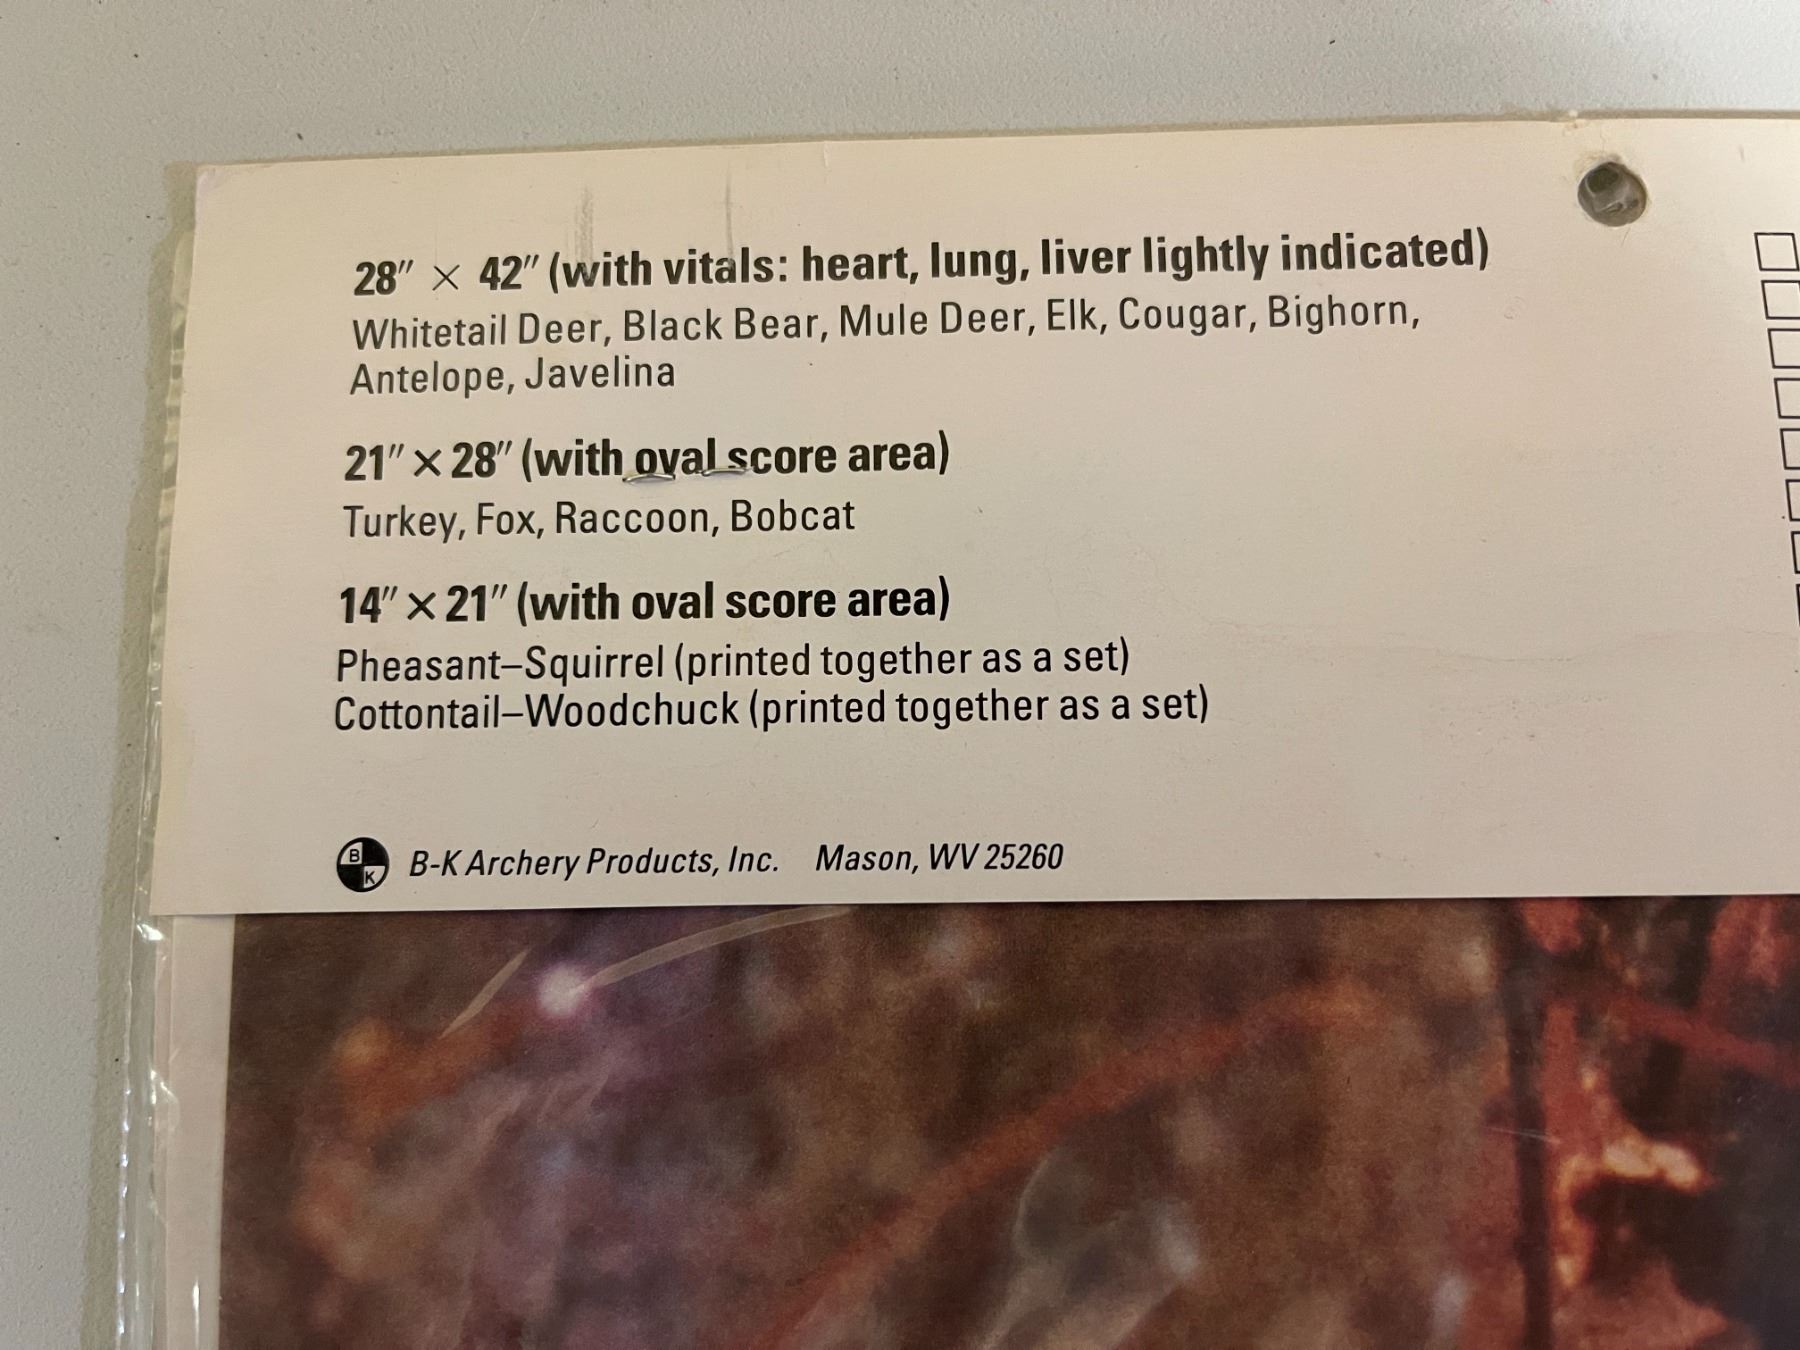 28" × 42" (with vitals: heart, lung, liver lightly indicated)
Whitetail Deer, Black Bear, Mule Deer, Elk, Cougar, Bighorn,
Antelope, Javelina
21" × 28" (with oval score area)
Turkey, Fox, Raccoon, Bobcat
14" × 21" (with oval score area)
Pheasant–Squirrel (printed together as a set)
Cottontail–Woodchuck (printed together as a set)
B K B-K Archery Products, Inc. Mason, WV 25260